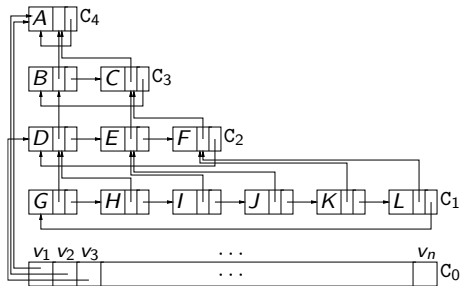 A C₄
B C C₃
D E F C₂
G H I J K L C₁
v₁ v₂ v₃ ··· vₙ
··· C₀